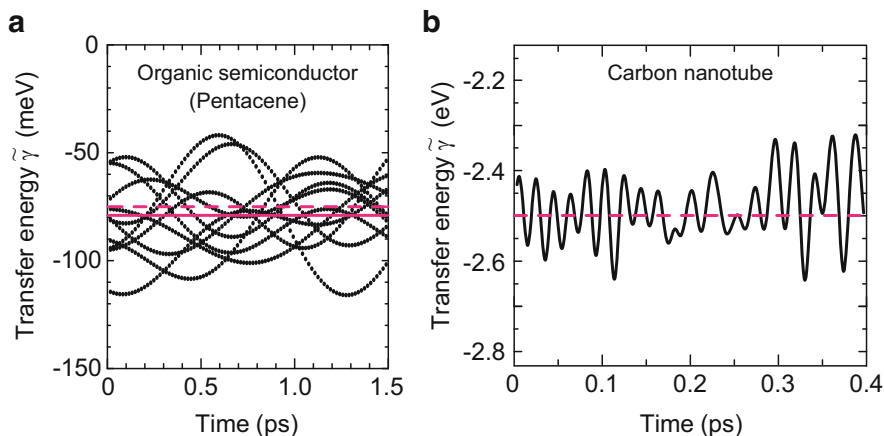 a
Organic semiconductor
(Pentacene)
Transfer energy γ̃ (meV)
0
-50
-100
-150
0
0.5
1.0
1.5
Time (ps)
b
Carbon nanotube
Transfer energy γ̃ (eV)
-2.2
-2.4
-2.6
-2.8
0
0.1
0.2
0.3
0.4
Time (ps)